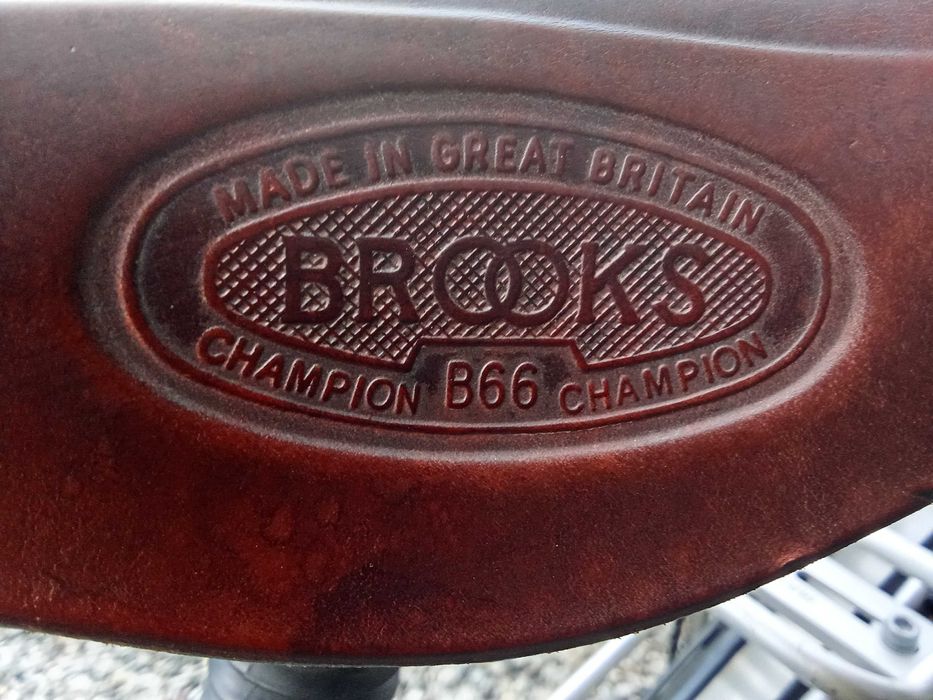 MADE IN GREAT BRITAIN
BROOKS
CHAMPION B66 CHAMPION